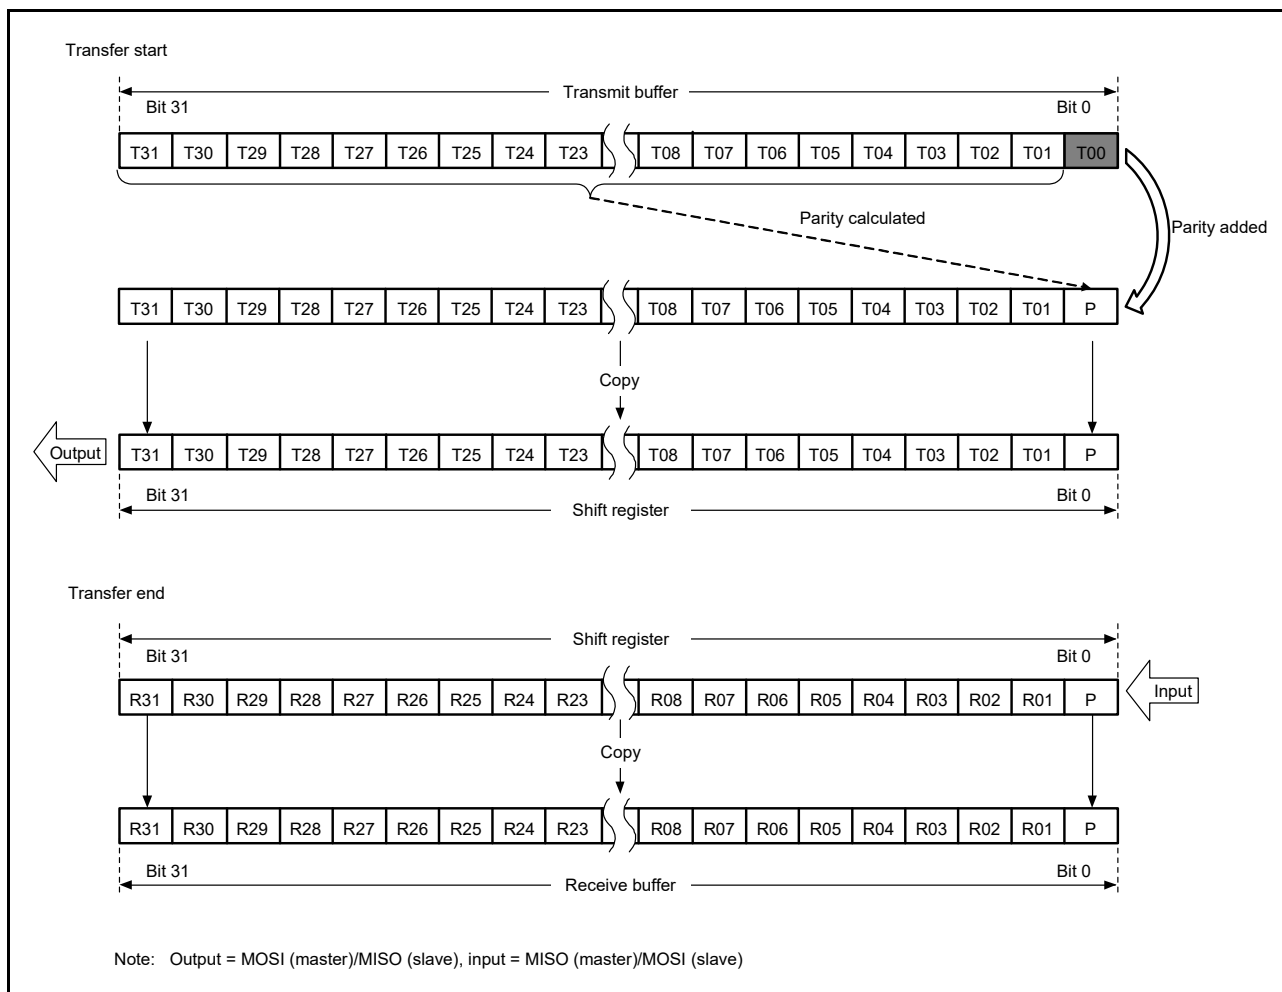 Transfer start
Transmit buffer
Bit 31 Bit 0
T31 T30 T29 T28 T27 T26 T25 T24 T23 T08 T07 T06 T05 T04 T03 T02 T01 T00
Parity calculated
Parity added
T31 T30 T29 T28 T27 T26 T25 T24 T23 T08 T07 T06 T05 T04 T03 T02 T01 P
Copy
Output T31 T30 T29 T28 T27 T26 T25 T24 T23 T08 T07 T06 T05 T04 T03 T02 T01 P
Bit 31 Bit 0
Shift register
Transfer end
Shift register
Bit 31 Bit 0
R31 R30 R29 R28 R27 R26 R25 R24 R23 R08 R07 R06 R05 R04 R03 R02 R01 P Input
Copy
R31 R30 R29 R28 R27 R26 R25 R24 R23 R08 R07 R06 R05 R04 R03 R02 R01 P
Bit 31 Bit 0
Receive buffer
Note: Output = MOSI (master)/MISO (slave), input = MISO (master)/MOSI (slave)